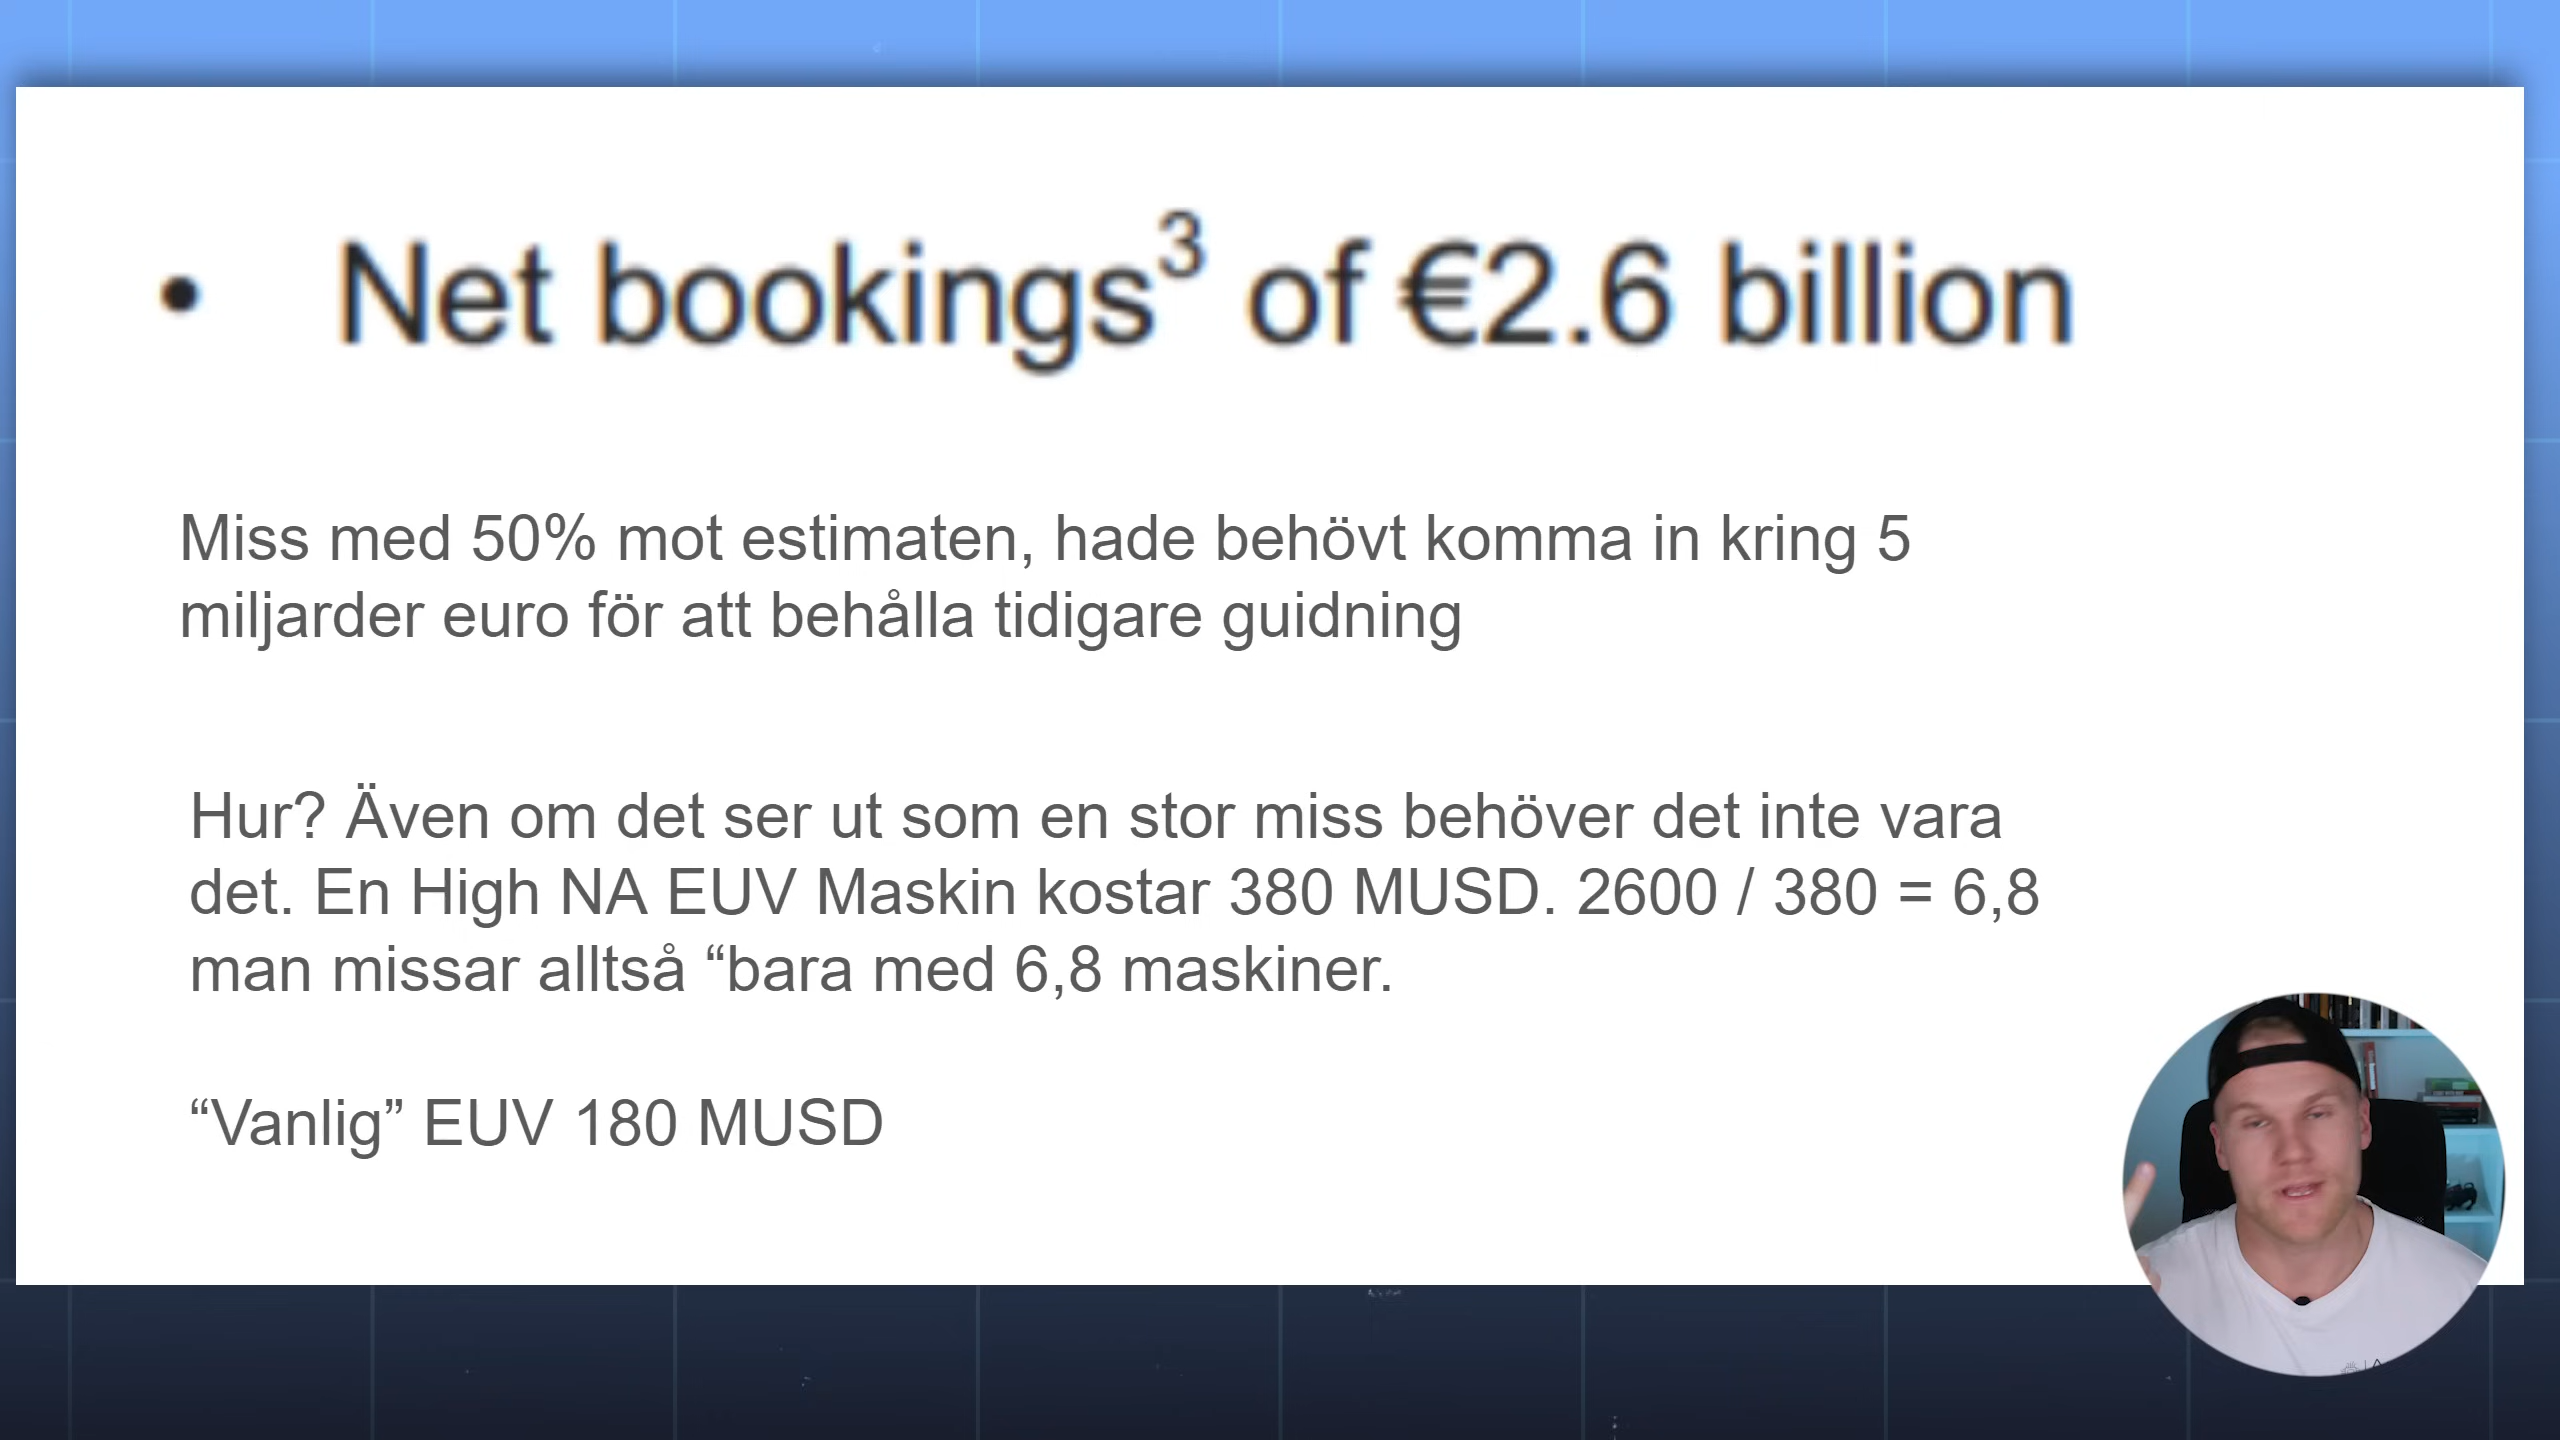 • Net bookings³ of €2.6 billion
Miss med 50% mot estimaten, hade behövt komma in kring 5
miljarder euro för att behålla tidigare guidning
Hur? Även om det ser ut som en stor miss behöver det inte vara
det. En High NA EUV Maskin kostar 380 MUSD. 2600 / 380 = 6,8
man missar alltså “bara med 6,8 maskiner.
“Vanlig” EUV 180 MUSD